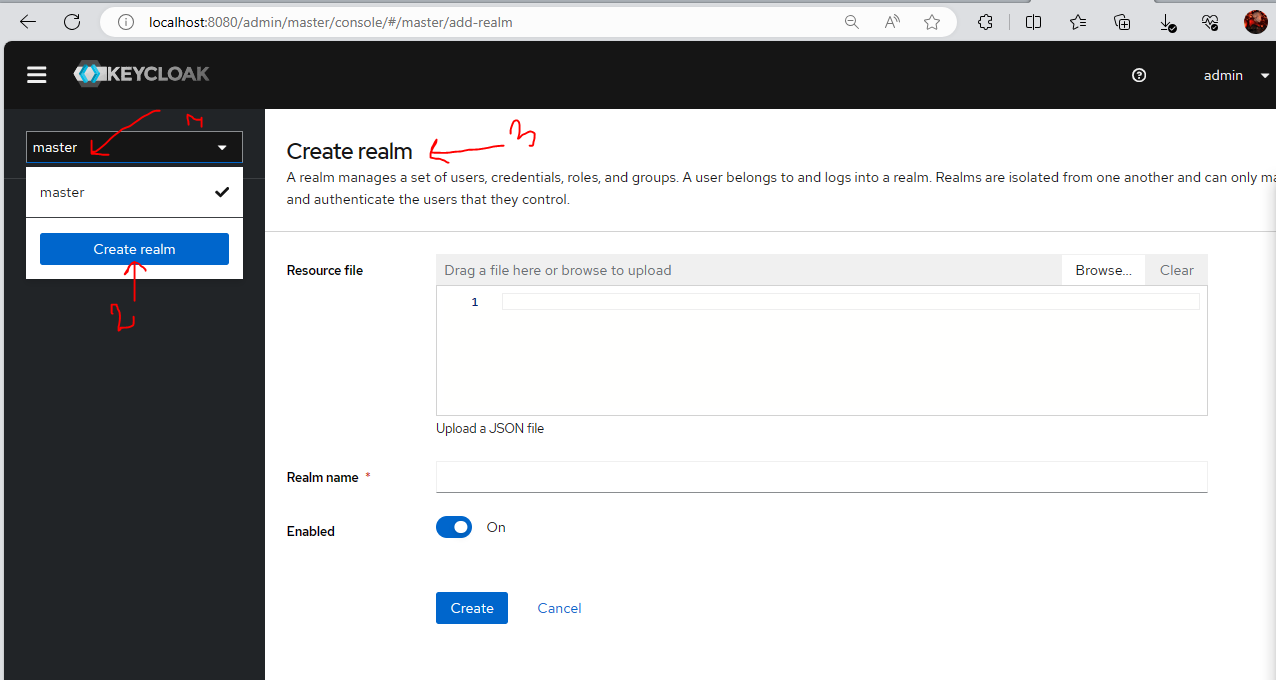 localhost:8080/admin/master/console/#/master/add-realm
KEYCLOAK
admin
1
master
master
Create realm
2
Create realm
3
A realm manages a set of users, credentials, roles, and groups. A user belongs to and logs into a realm. Realms are isolated from one another and can only ma
and authenticate the users that they control.
Resource file
Drag a file here or browse to upload
Browse...
Clear
1
Upload a JSON file
Realm name *
Enabled
On
Create
Cancel